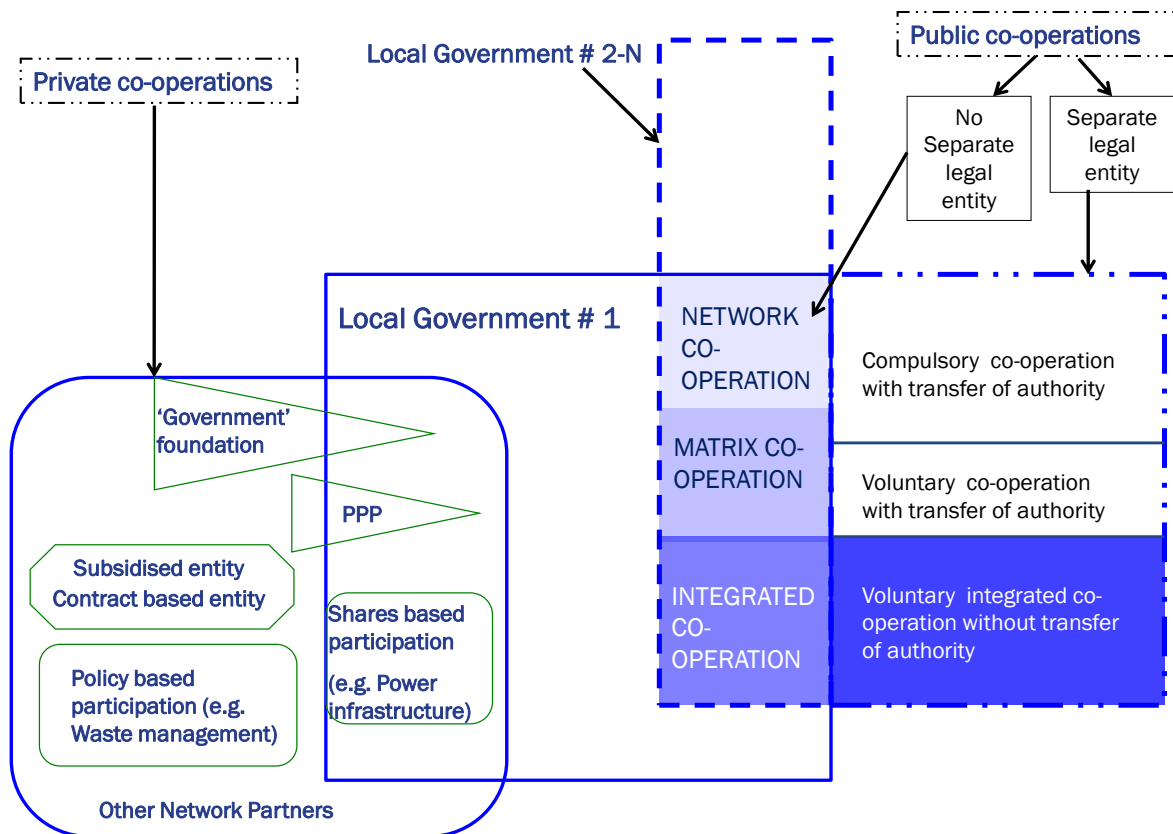 Private co-operations
Local Government # 2-N
Public co-operations
No
Separate
legal
entity
Separate
legal
entity
Local Government # 1
NETWORK
CO-
OPERATION
MATRIX CO-
OPERATION
INTEGRATED
CO-
OPERATION
Compulsory co-operation
with transfer of authority
Voluntary co-operation
with transfer of authority
Voluntary integrated co-
operation without transfer
of authority
‘Government’
foundation
PPP
Subsidised entity
Contract based entity
Shares based
participation
(e.g. Power
infrastructure)
Policy based
participation (e.g.
Waste management)
Other Network Partners